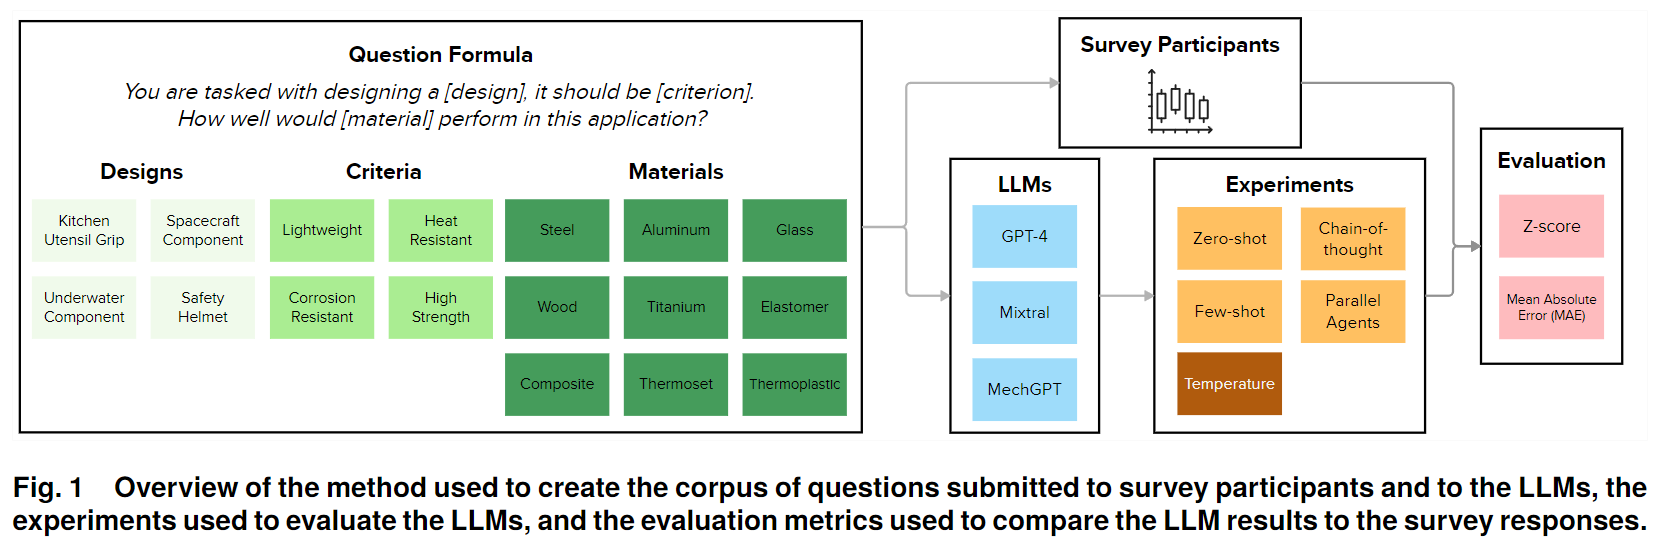 Question Formula
You are tasked with designing a [design], it should be [criterion].
How well would [material] perform in this application?
Designs
Kitchen
Utensil Grip
Spacecraft
Component
Underwater
Component
Safety
Helmet
Criteria
Lightweight
Heat
Resistant
Corrosion
Resistant
High
Strength
Materials
Steel
Aluminum
Glass
Wood
Titanium
Elastomer
Composite
Thermoset
Thermoplastic
Survey Participants
LLMs
GPT-4
Mixtral
MechGPT
Experiments
Zero-shot
Chain-of-
thought
Few-shot
Parallel
Agents
Temperature
Evaluation
Z-score
Mean Absolute
Error (MAE)
Fig. 1 Overview of the method used to create the corpus of questions submitted to survey participants and to the LLMs, the
experiments used to evaluate the LLMs, and the evaluation metrics used to compare the LLM results to the survey responses.